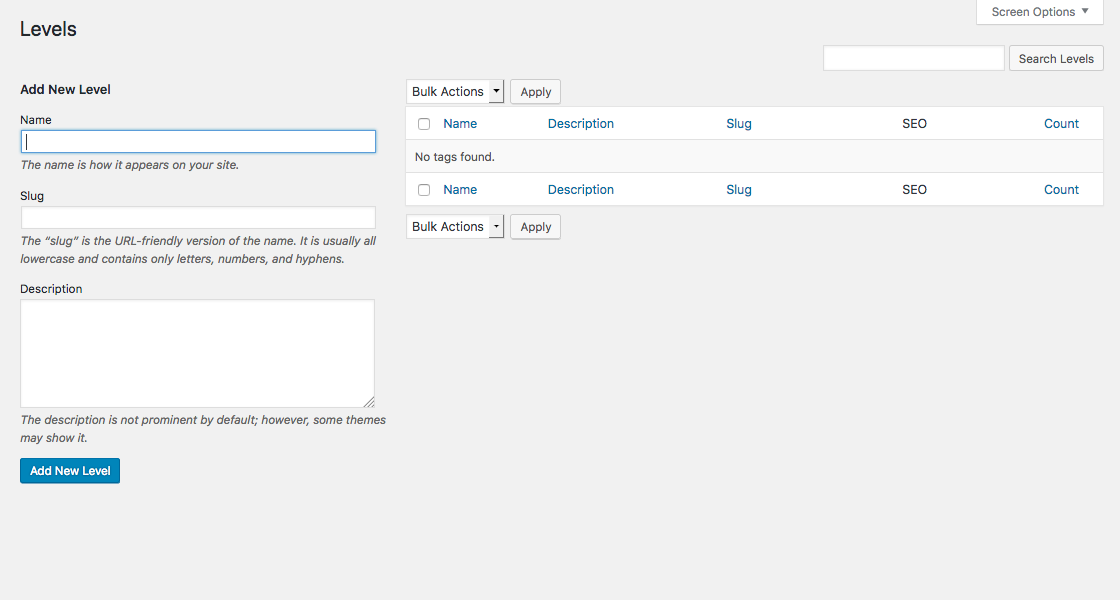 Screen Options
Levels
Search Levels
Add New Level
Name
The name is how it appears on your site.
Slug
The “slug” is the URL-friendly version of the name. It is usually all
lowercase and contains only letters, numbers, and hyphens.
Description
The description is not prominent by default; however, some themes
may show it.
Add New Level
Bulk Actions Apply
Name Description Slug SEO Count
No tags found.
Name Description Slug SEO Count
Bulk Actions Apply